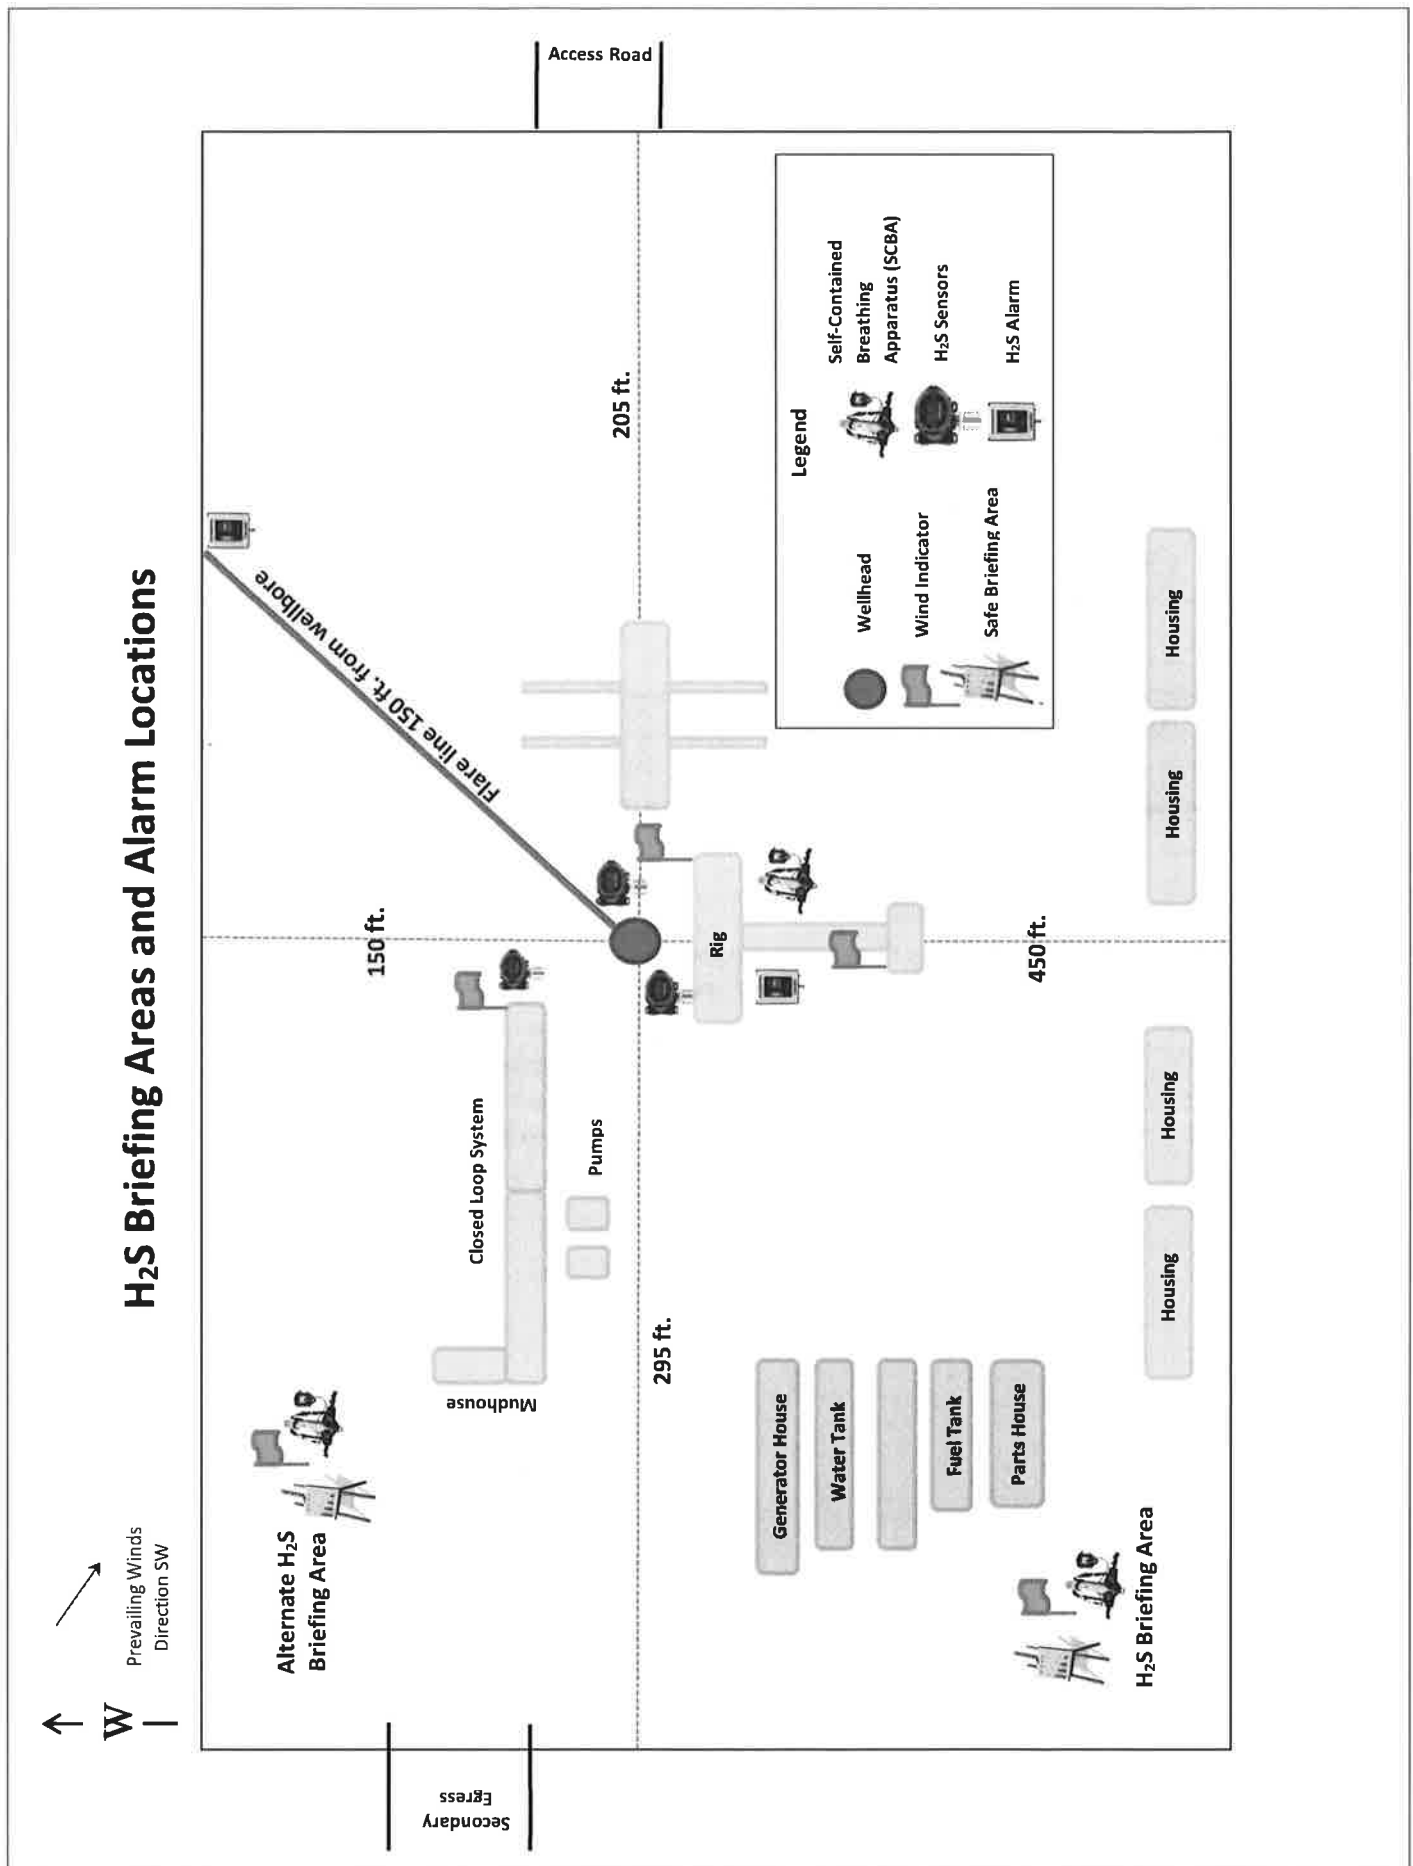 H₂S Briefing Areas and Alarm Locations
W
Prevailing Winds
Direction SW
Access Road
Secondary
Egress
Alternate H₂S
Briefing Area
Mudhouse
Closed Loop System
Pumps
150 ft.
Flare line 150 ft. from wellbore
205 ft.
295 ft.
Rig
450 ft.
Generator House
Water Tank
Fuel Tank
Parts House
H₂S Briefing Area
Housing
Housing
Housing
Housing
Legend
Wellhead
Wind Indicator
Safe Briefing Area
Self-Contained
Breathing
Apparatus (SCBA)
H₂S Sensors
H₂S Alarm